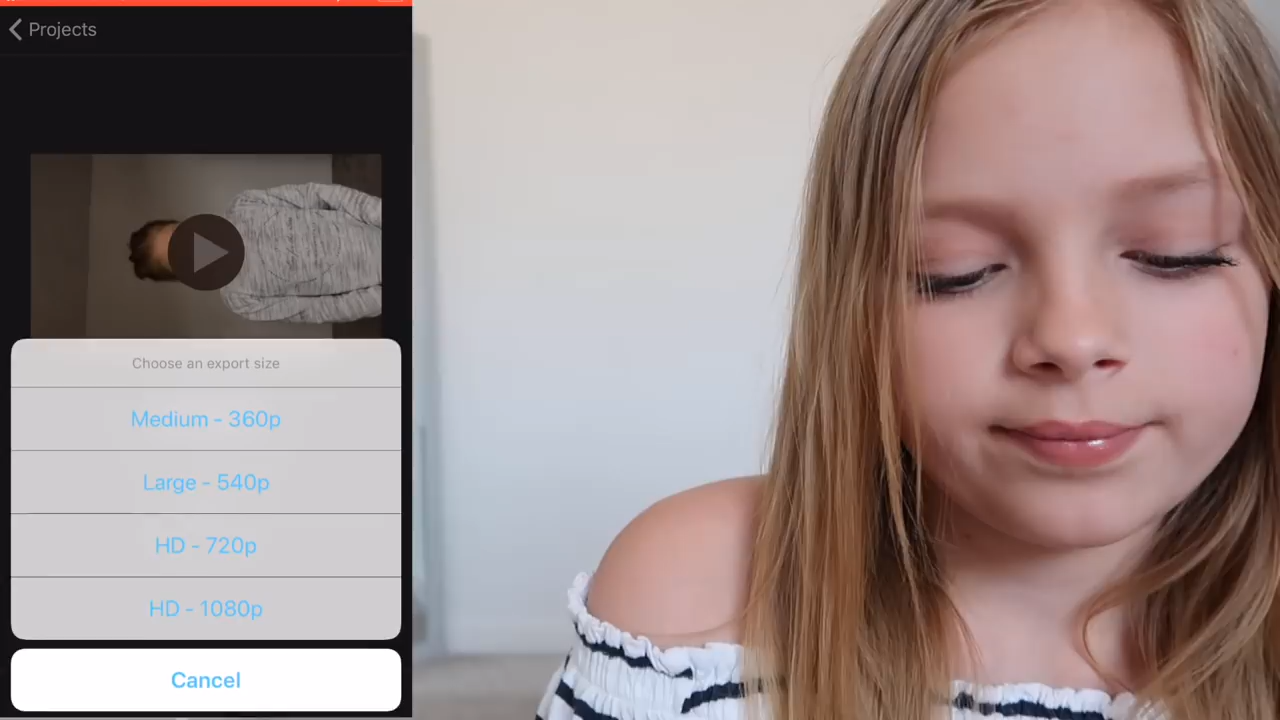 Projects
Choose an export size
Medium - 360p
Large - 540p
HD - 720p
HD - 1080p
Cancel